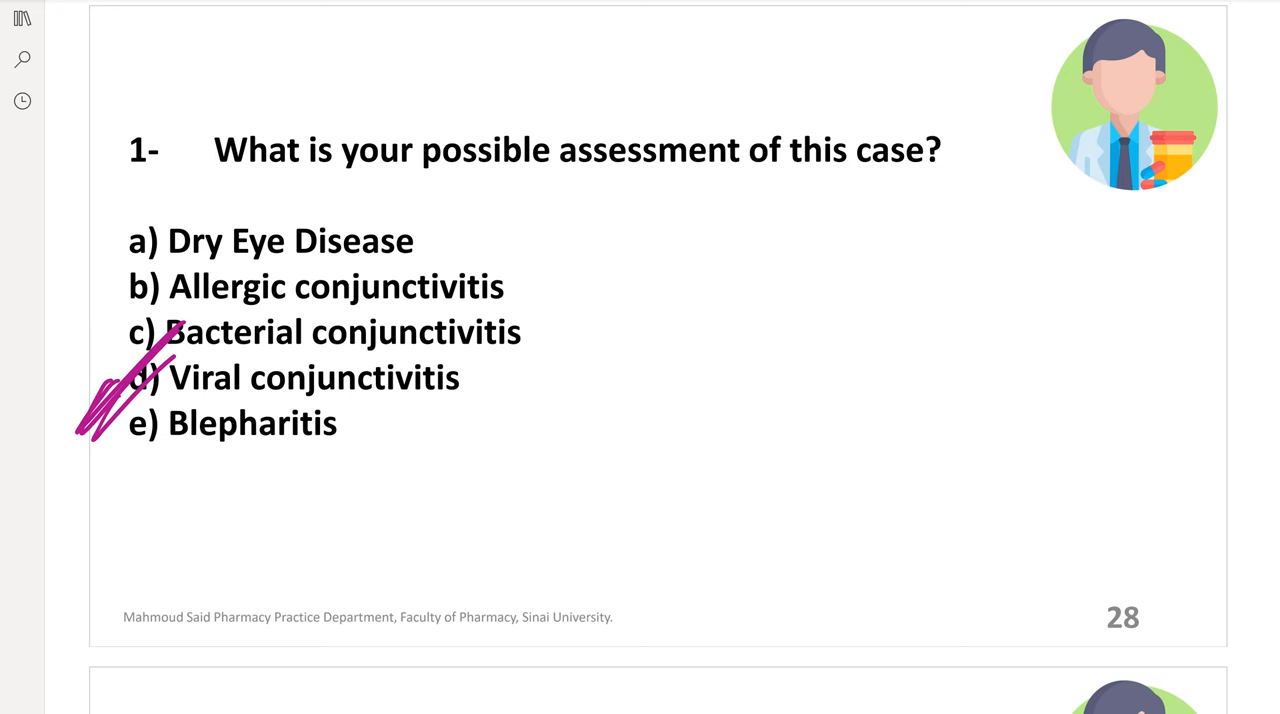 1- What is your possible assessment of this case?
a) Dry Eye Disease
b) Allergic conjunctivitis
c) Bacterial conjunctivitis
d) Viral conjunctivitis
e) Blepharitis
Mahmoud Said Pharmacy Practice Department, Faculty of Pharmacy, Sinai University.
28